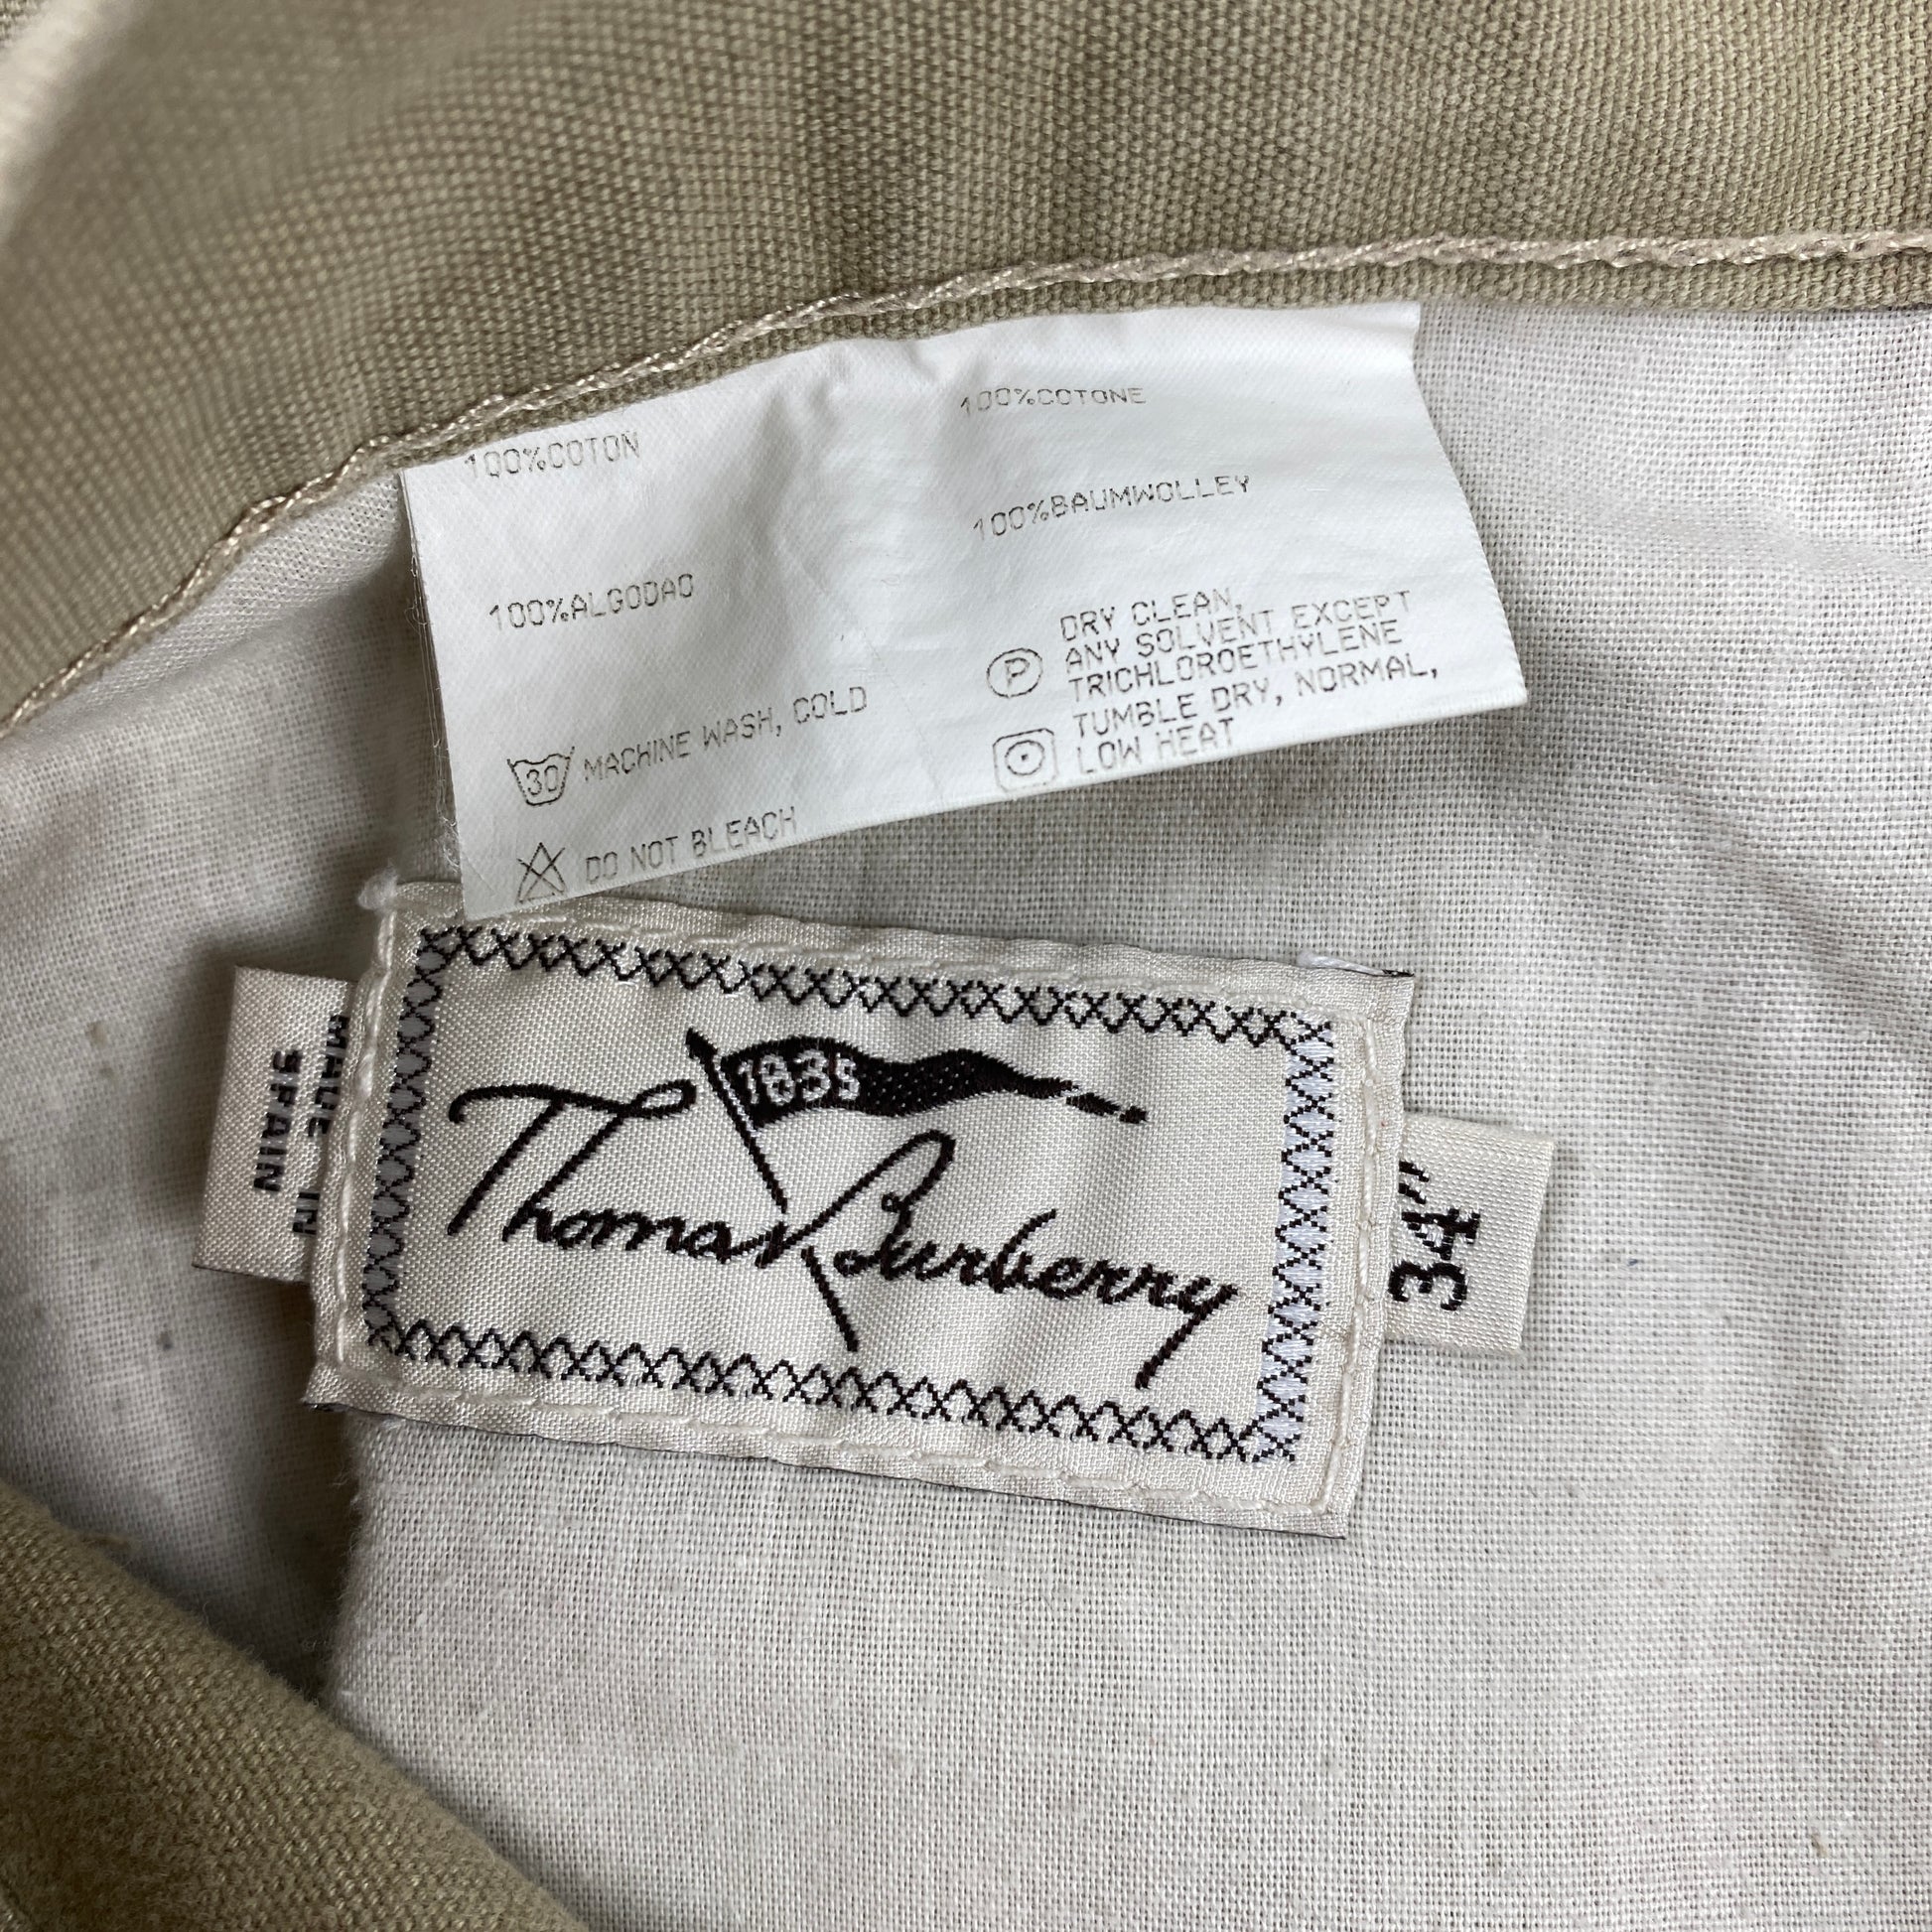 100%COTON
100%ALGODAO
30 MACHINE WASH, COLD
DO NOT BLEACH
100%COTONE
100%BAUMWOLLEY
P DRY CLEAN,
ANY SOLVENT EXCEPT
TRICHLOROETHYLENE
TUMBLE DRY, NORMAL,
LOW HEAT
MADE IN
SPAIN
1835
Thomas Burberry
34"